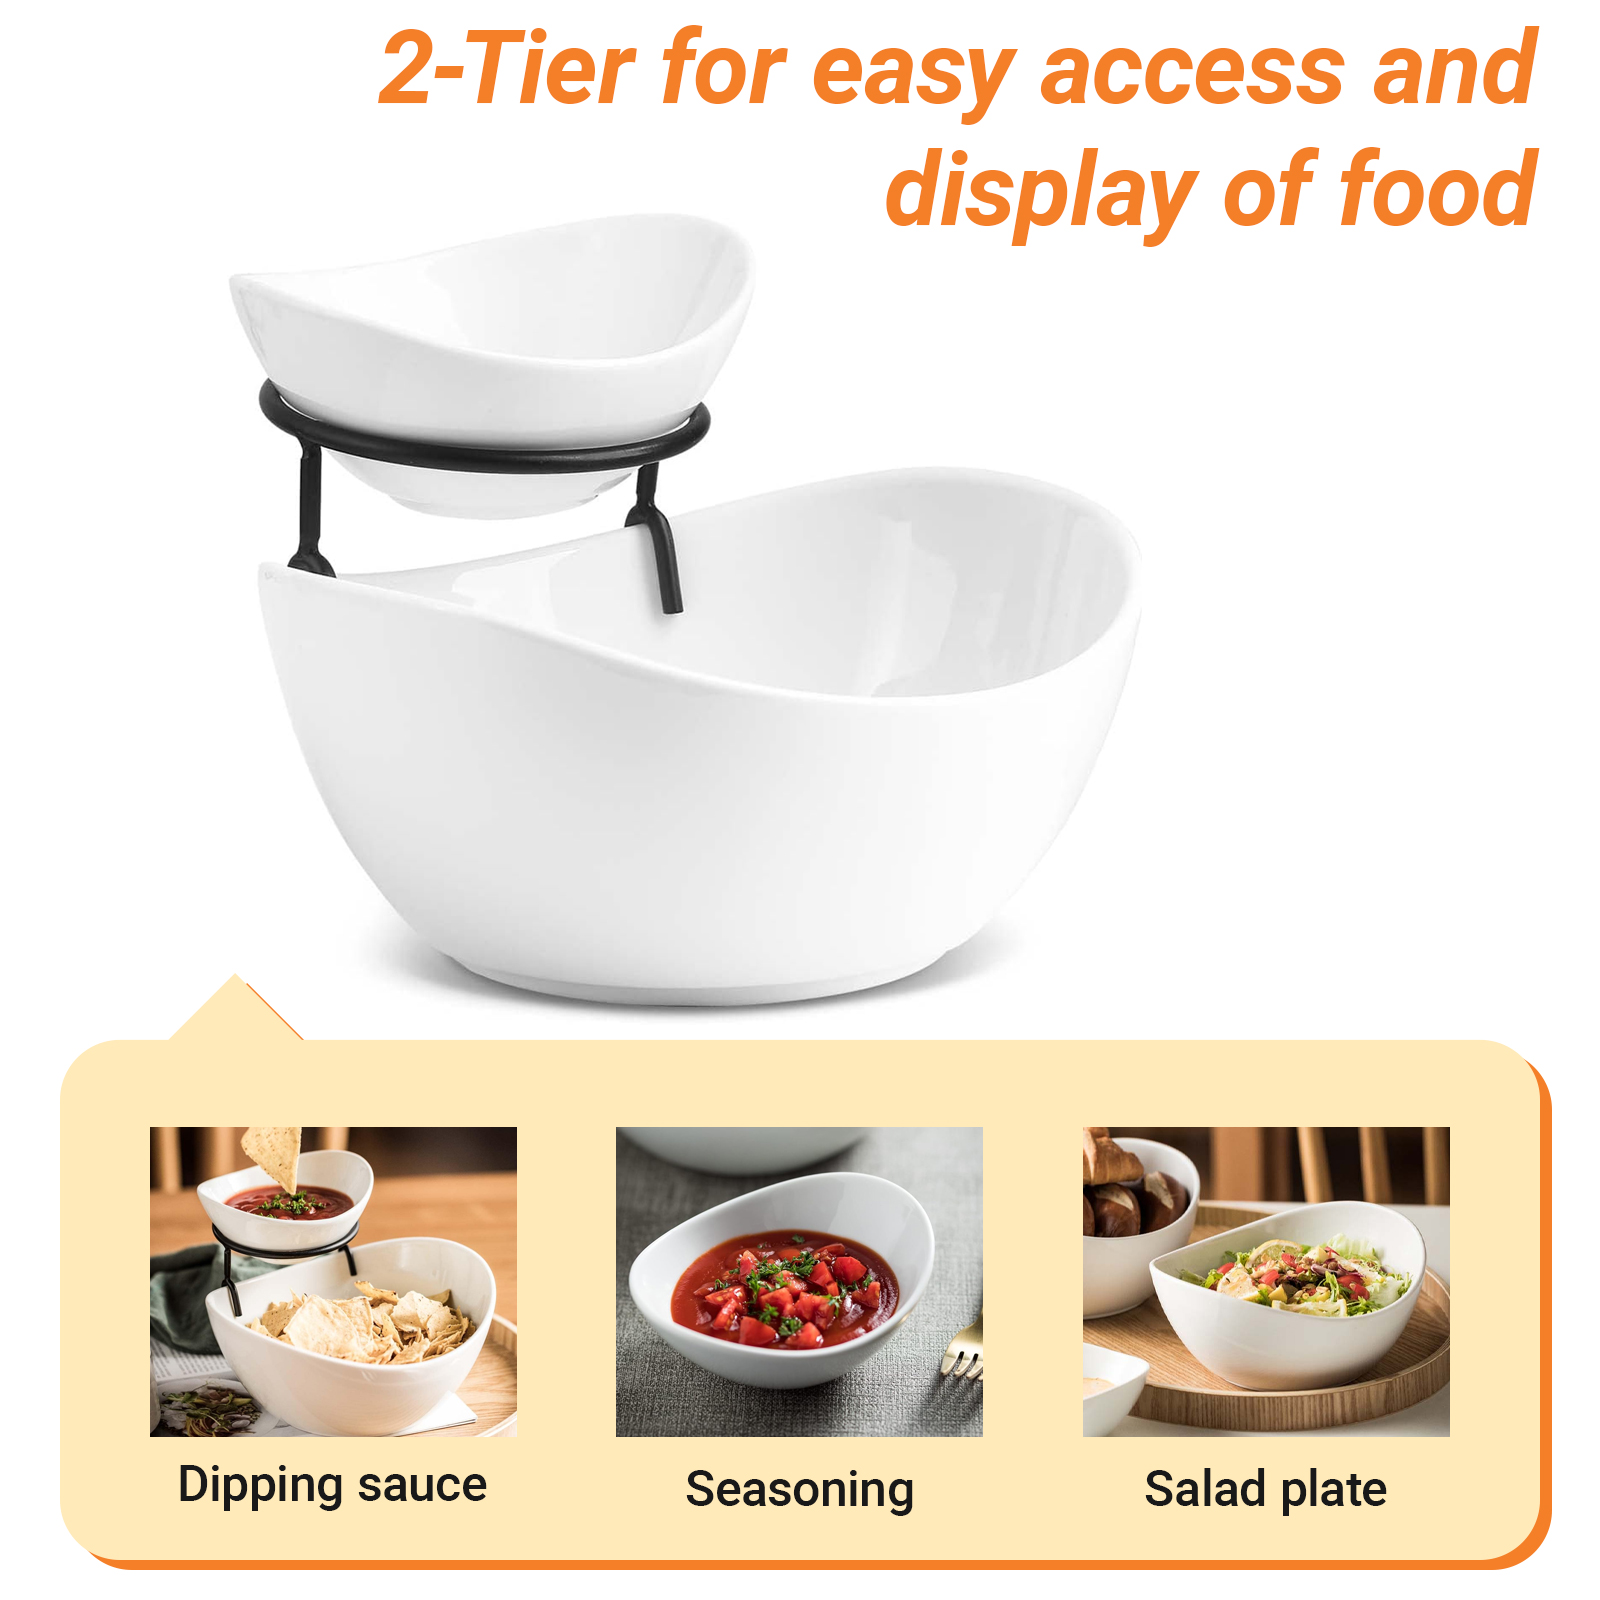 2-Tier for easy access and
display of food
Dipping sauce
Seasoning
Salad plate